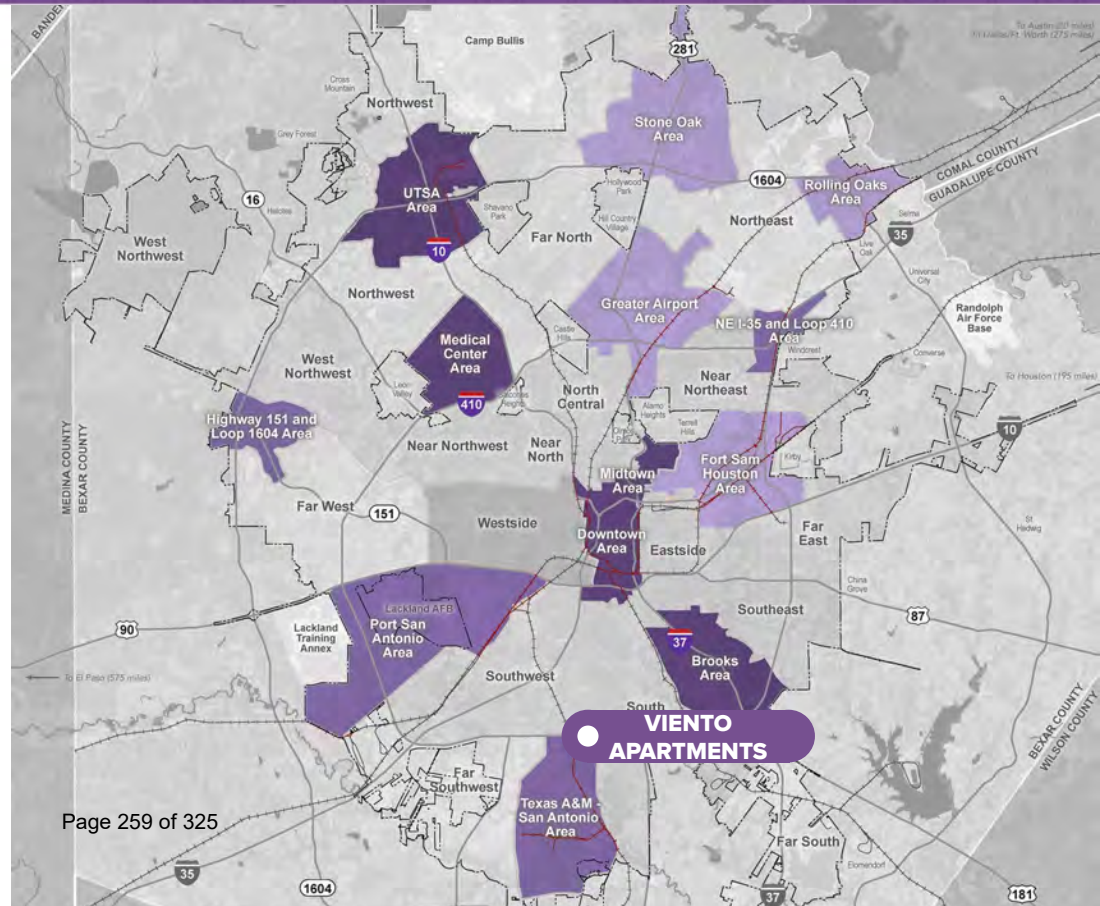 BANDE
To Austin (80 miles)
To Dallas/Ft. Worth (275 miles)
Camp Bullis
281
Cross
Mountain
Northwest
Stone Oak
Area
Grey Forest
COMAL COUNTY
GUADALUPE COUNTY
1604
Rolling Oaks
Area
UTSA
Area
Hollywood
Park
16
Helotes
Shavano
Park
Hill Country
Village
Northeast
Selma
35
West
Northwest
Far North
Live
Oak
10
Universal
City
Northwest
Greater Airport
Area
Randolph
Air Force
Base
NE I-35 and Loop 410
Area
Castle
Hills
Windcrest
Medical
Center
Area
Converse
West
Northwest
North
Central
Near
Northeast
To Houston (195 miles)
Leon
Valley
410
Balcones
Heights
Alamo
Heights
Highway 151 and
Loop 1604 Area
Terrell
Hills
Olmos
Park
10
Near Northwest
Near
North
Fort Sam
Houston
Area
Kirby
Midtown
Area
MEDINA COUNTY
BEXAR COUNTY
Far West
151
Westside
Downtown
Area
Eastside
Far
East
St
Hedwig
China
Grove
Lackland AFB
Port San
Antonio
Area
Southeast
87
90
Lackland
Training
Annex
37
Brooks
Area
To El Paso (575 miles)
Southwest
South
VIENTO
APARTMENTS
BEXAR COUNTY
WILSON COUNTY
Far
Southwest
Texas A&M -
San Antonio
Area
Page 259 of 325
Far South
Elmendorf
35
1604
37
181